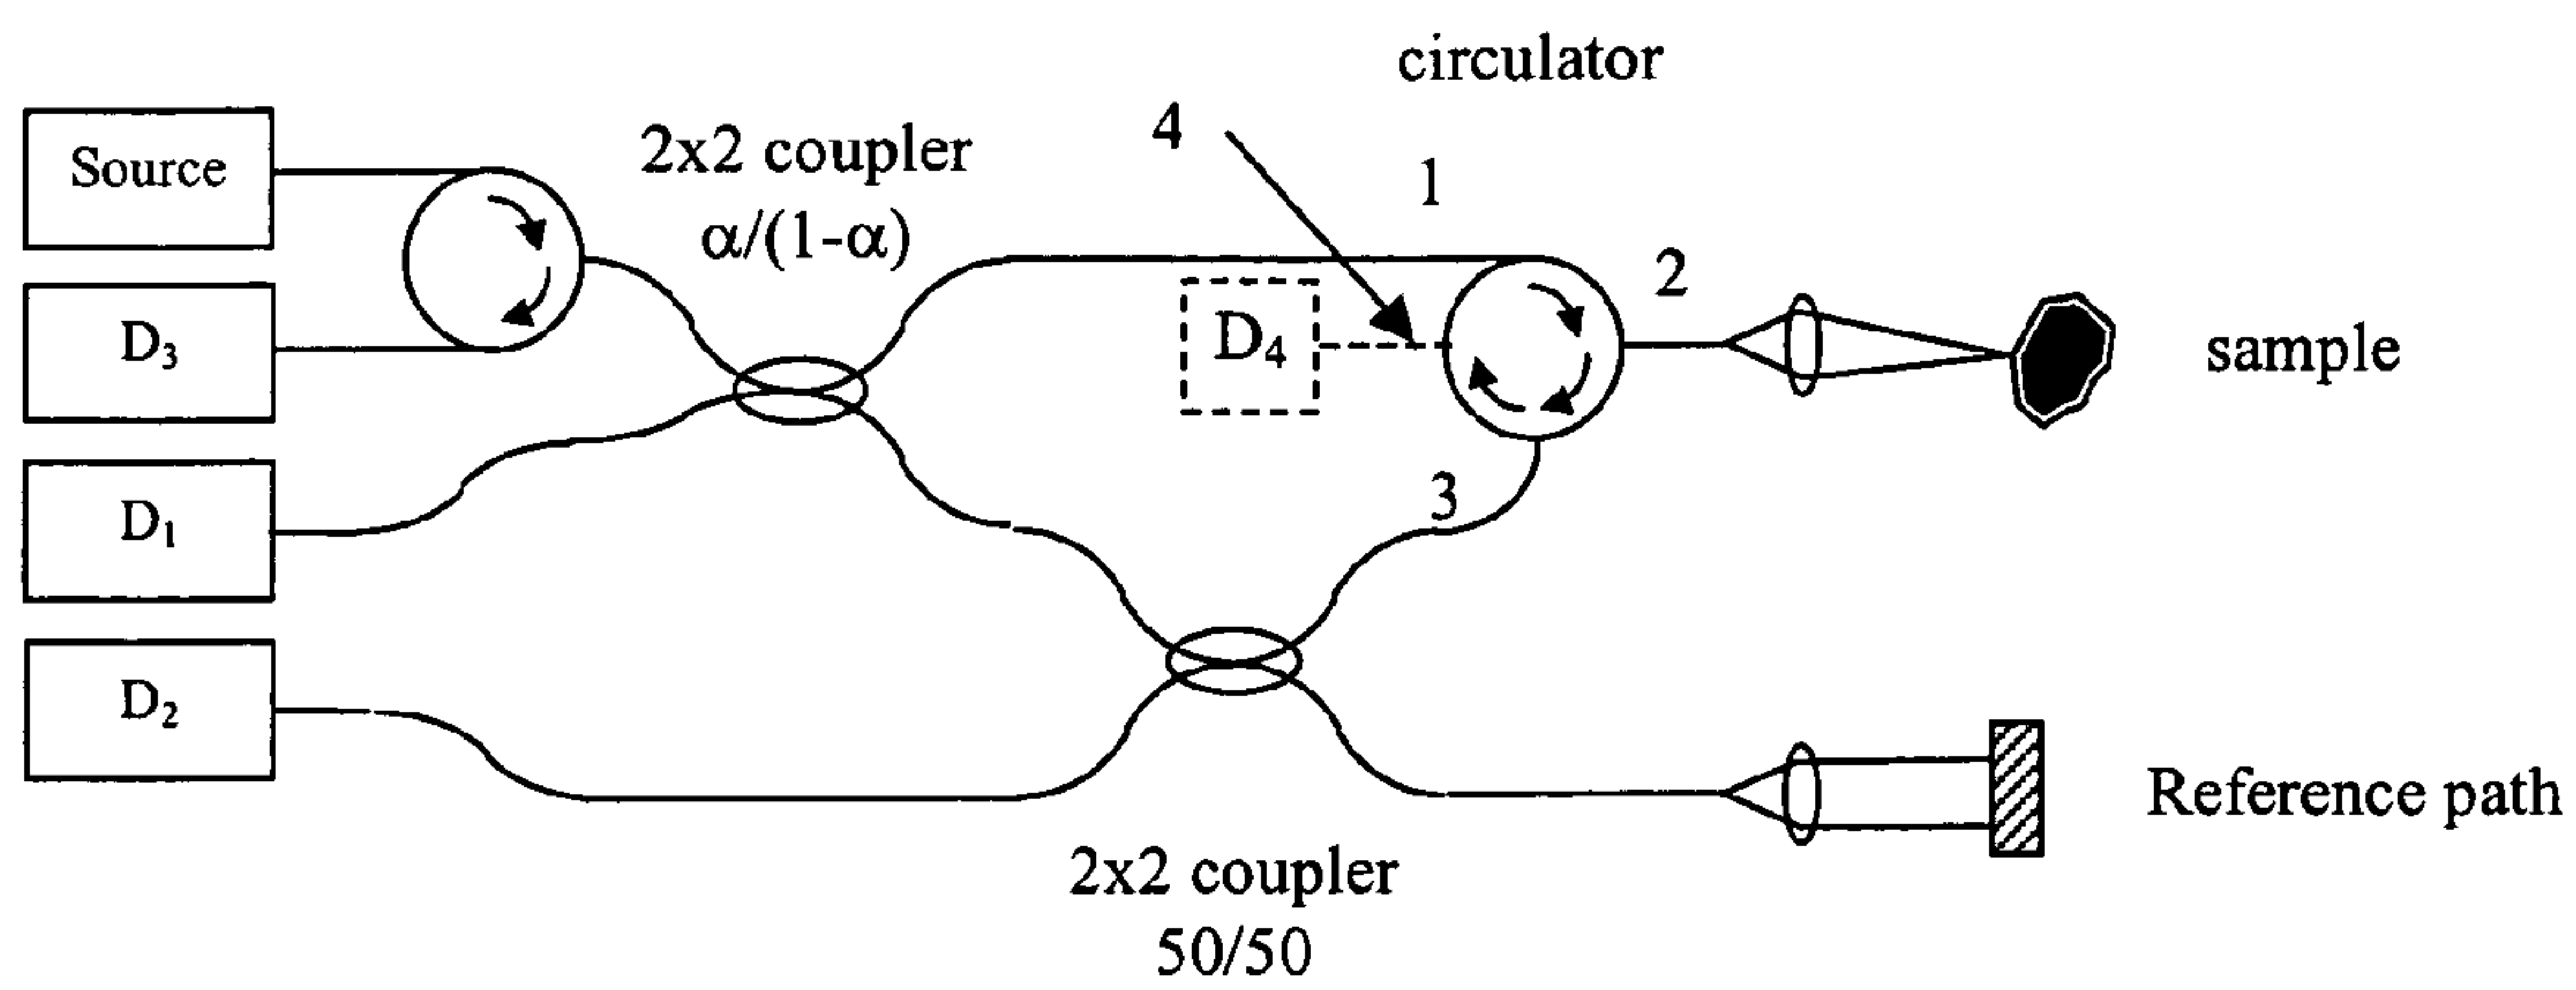 circulator
4
2x2 coupler
α/(1-α)
1
Source
2
D4
D3
sample
3
D1
D2
Reference path
2x2 coupler
50/50